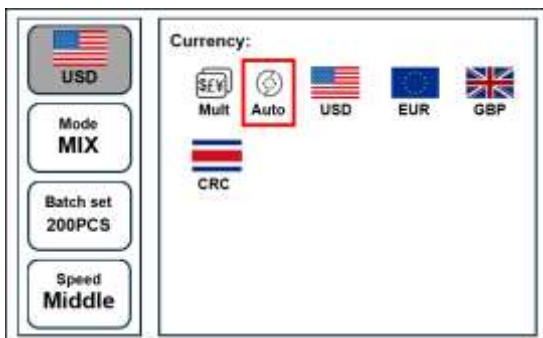 USD
Mode
MIX
Batch set
200PCS
Speed
Middle
Currency:
$£¥
Mult Auto USD EUR GBP
CRC